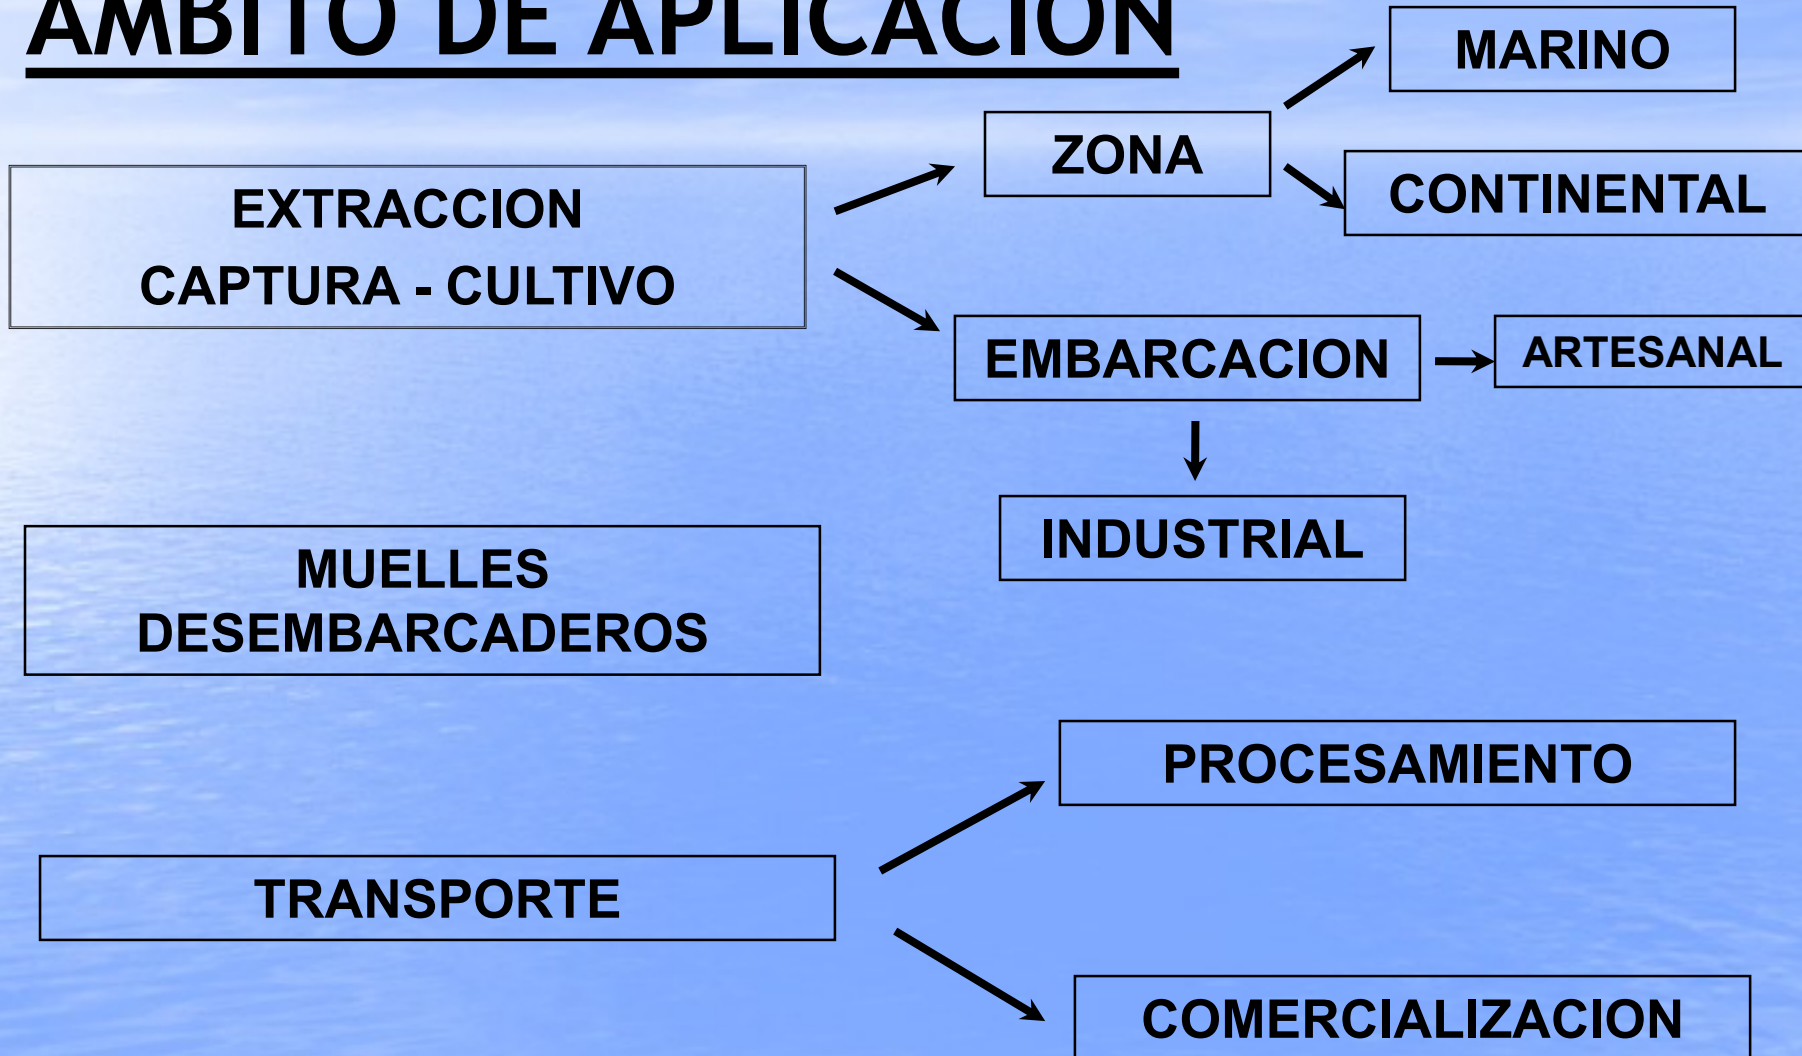 AMBITO DE APLICACION
MARINO
ZONA
CONTINENTAL
EXTRACCION
CAPTURA - CULTIVO
EMBARCACION
ARTESANAL
INDUSTRIAL
MUELLES
DESEMBARCADEROS
PROCESAMIENTO
TRANSPORTE
COMERCIALIZACION